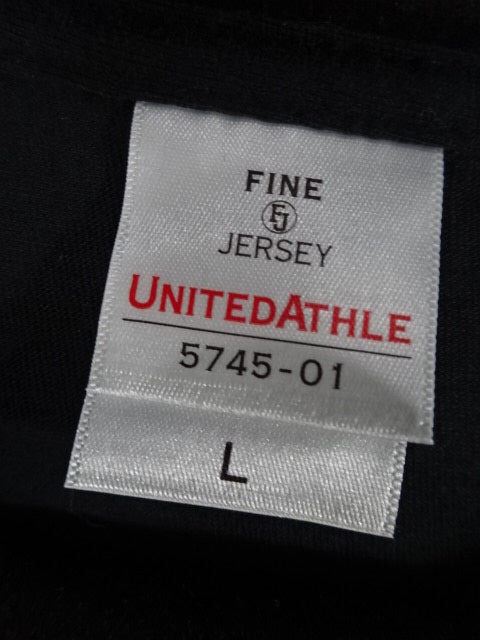 FINE
FJ
JERSEY
UNITEDATHLE
5745-01
L